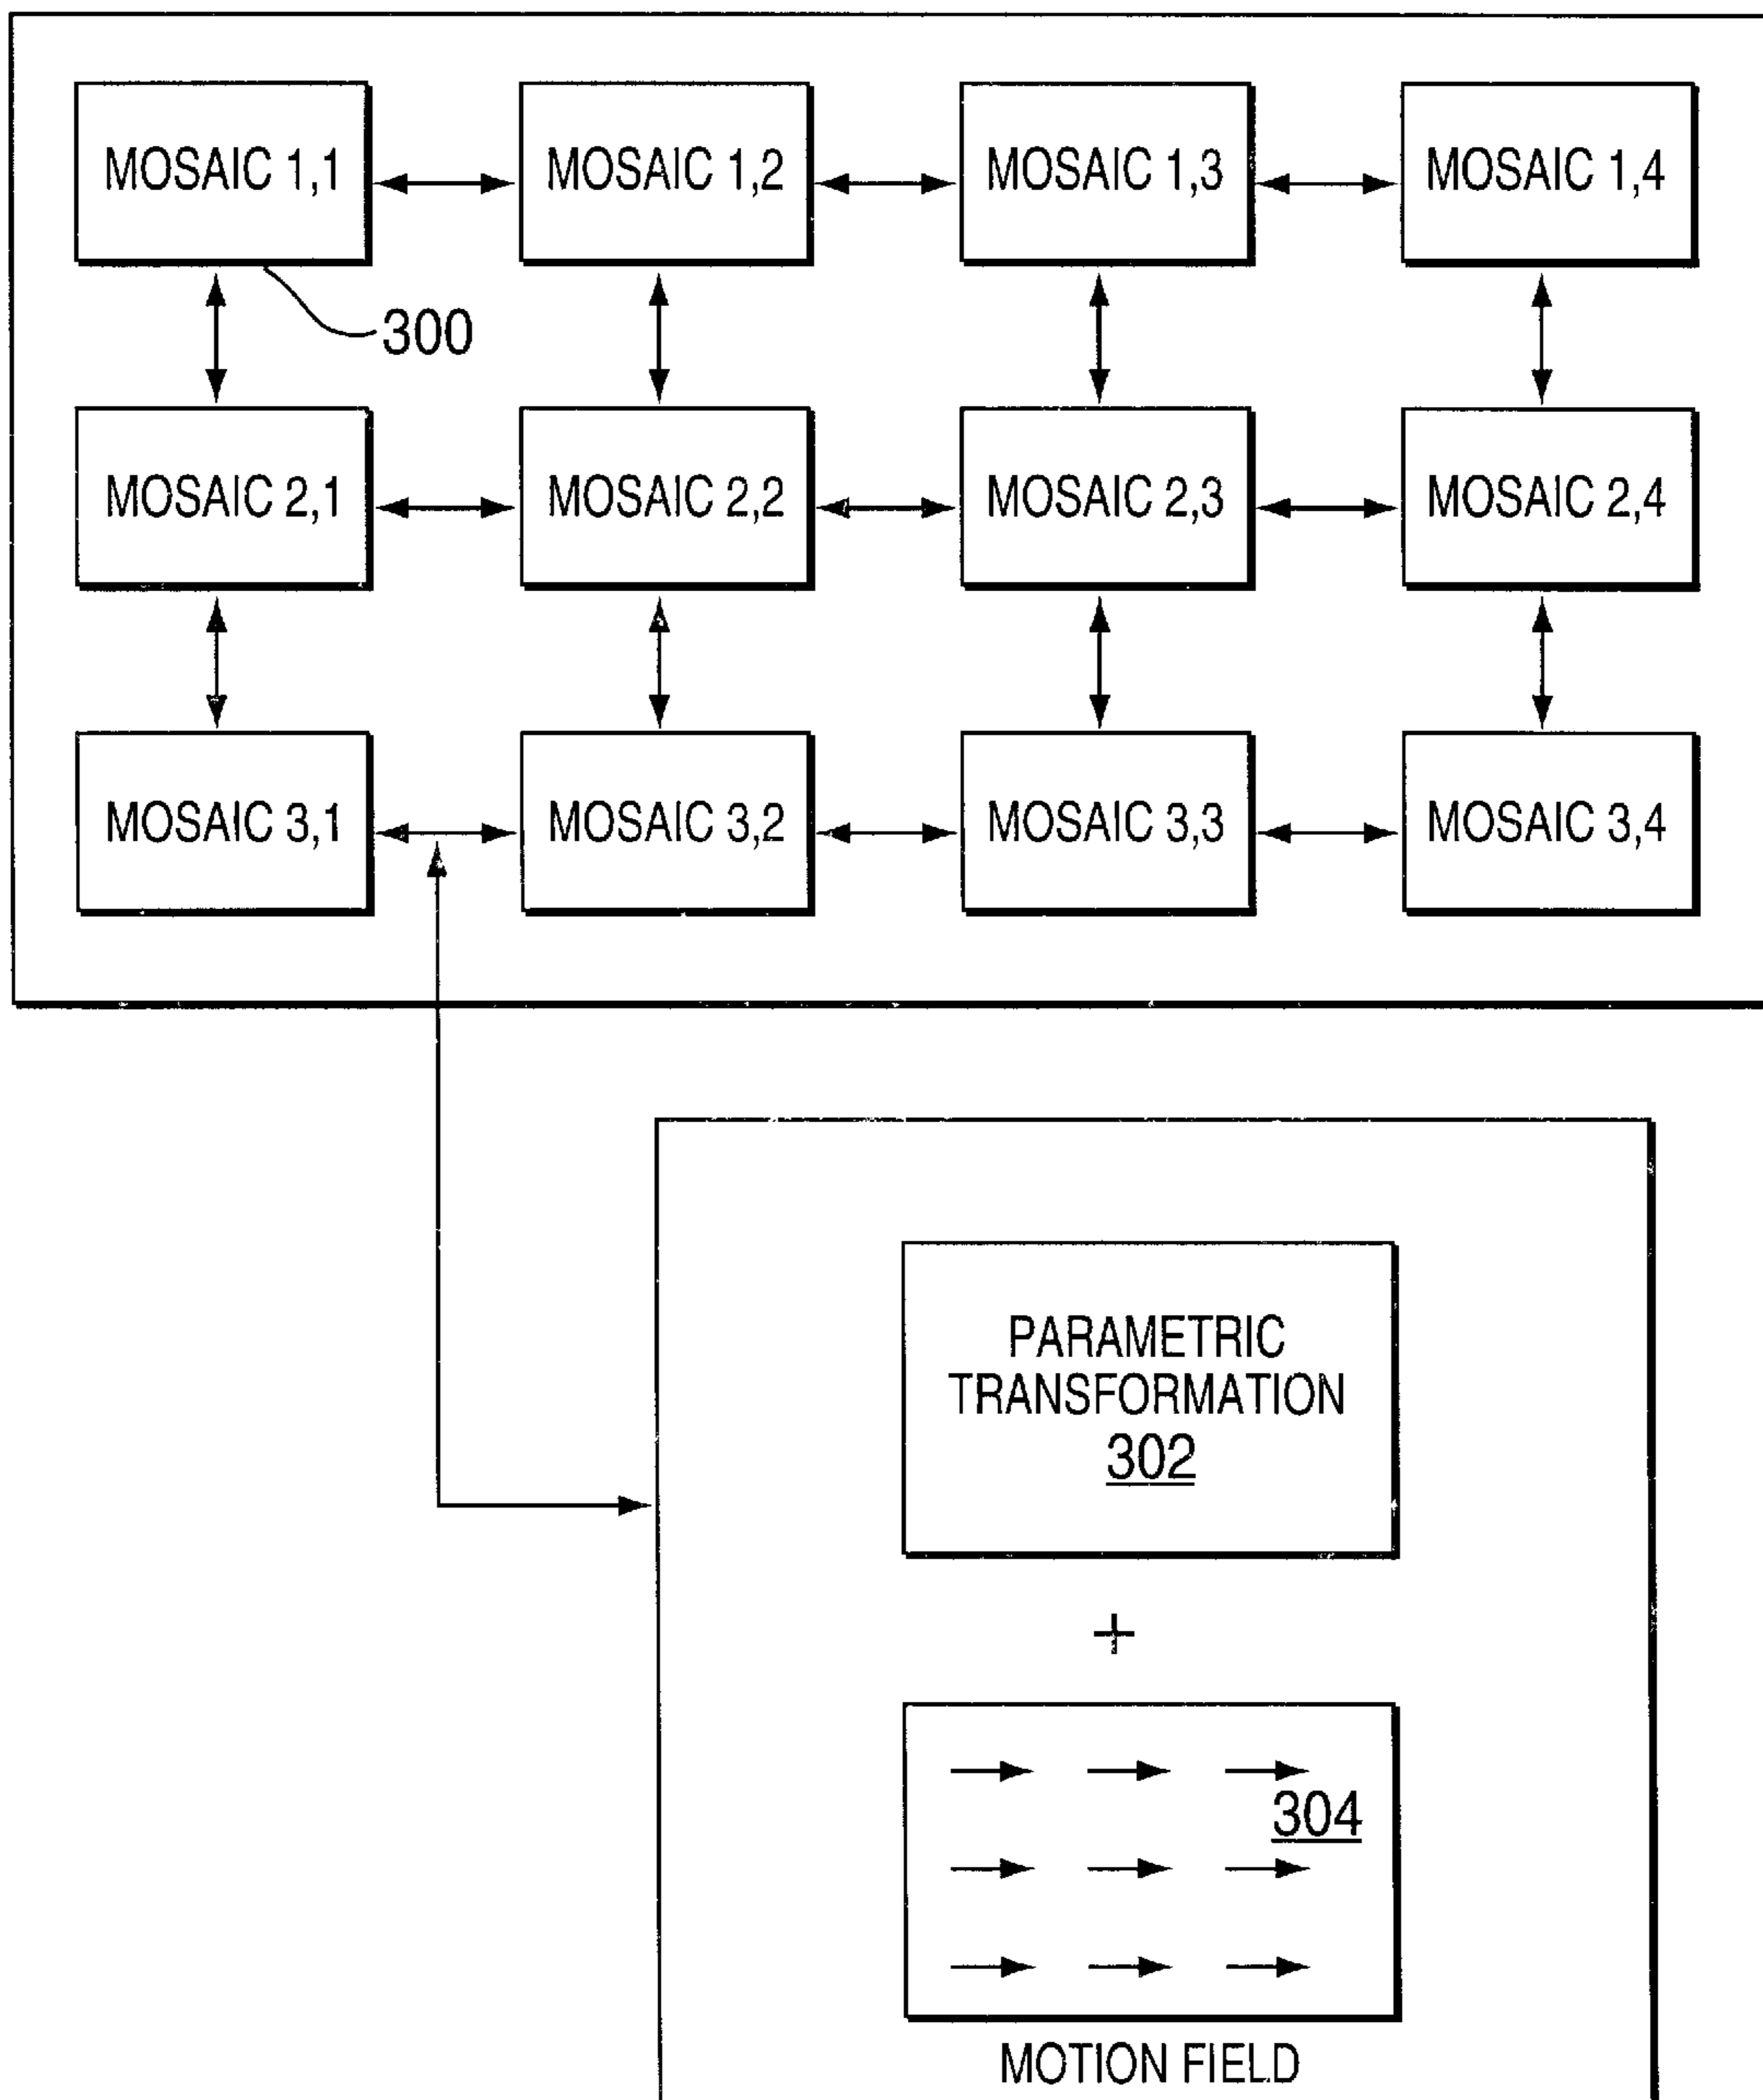 MOSAIC 1,1
MOSAIC 1,2
MOSAIC 1,3
MOSAIC 1,4
300
MOSAIC 2,1
MOSAIC 2,2
MOSAIC 2,3
MOSAIC 2,4
MOSAIC 3,1
MOSAIC 3,2
MOSAIC 3,3
MOSAIC 3,4
PARAMETRIC
TRANSFORMATION
302
+
304
MOTION FIELD